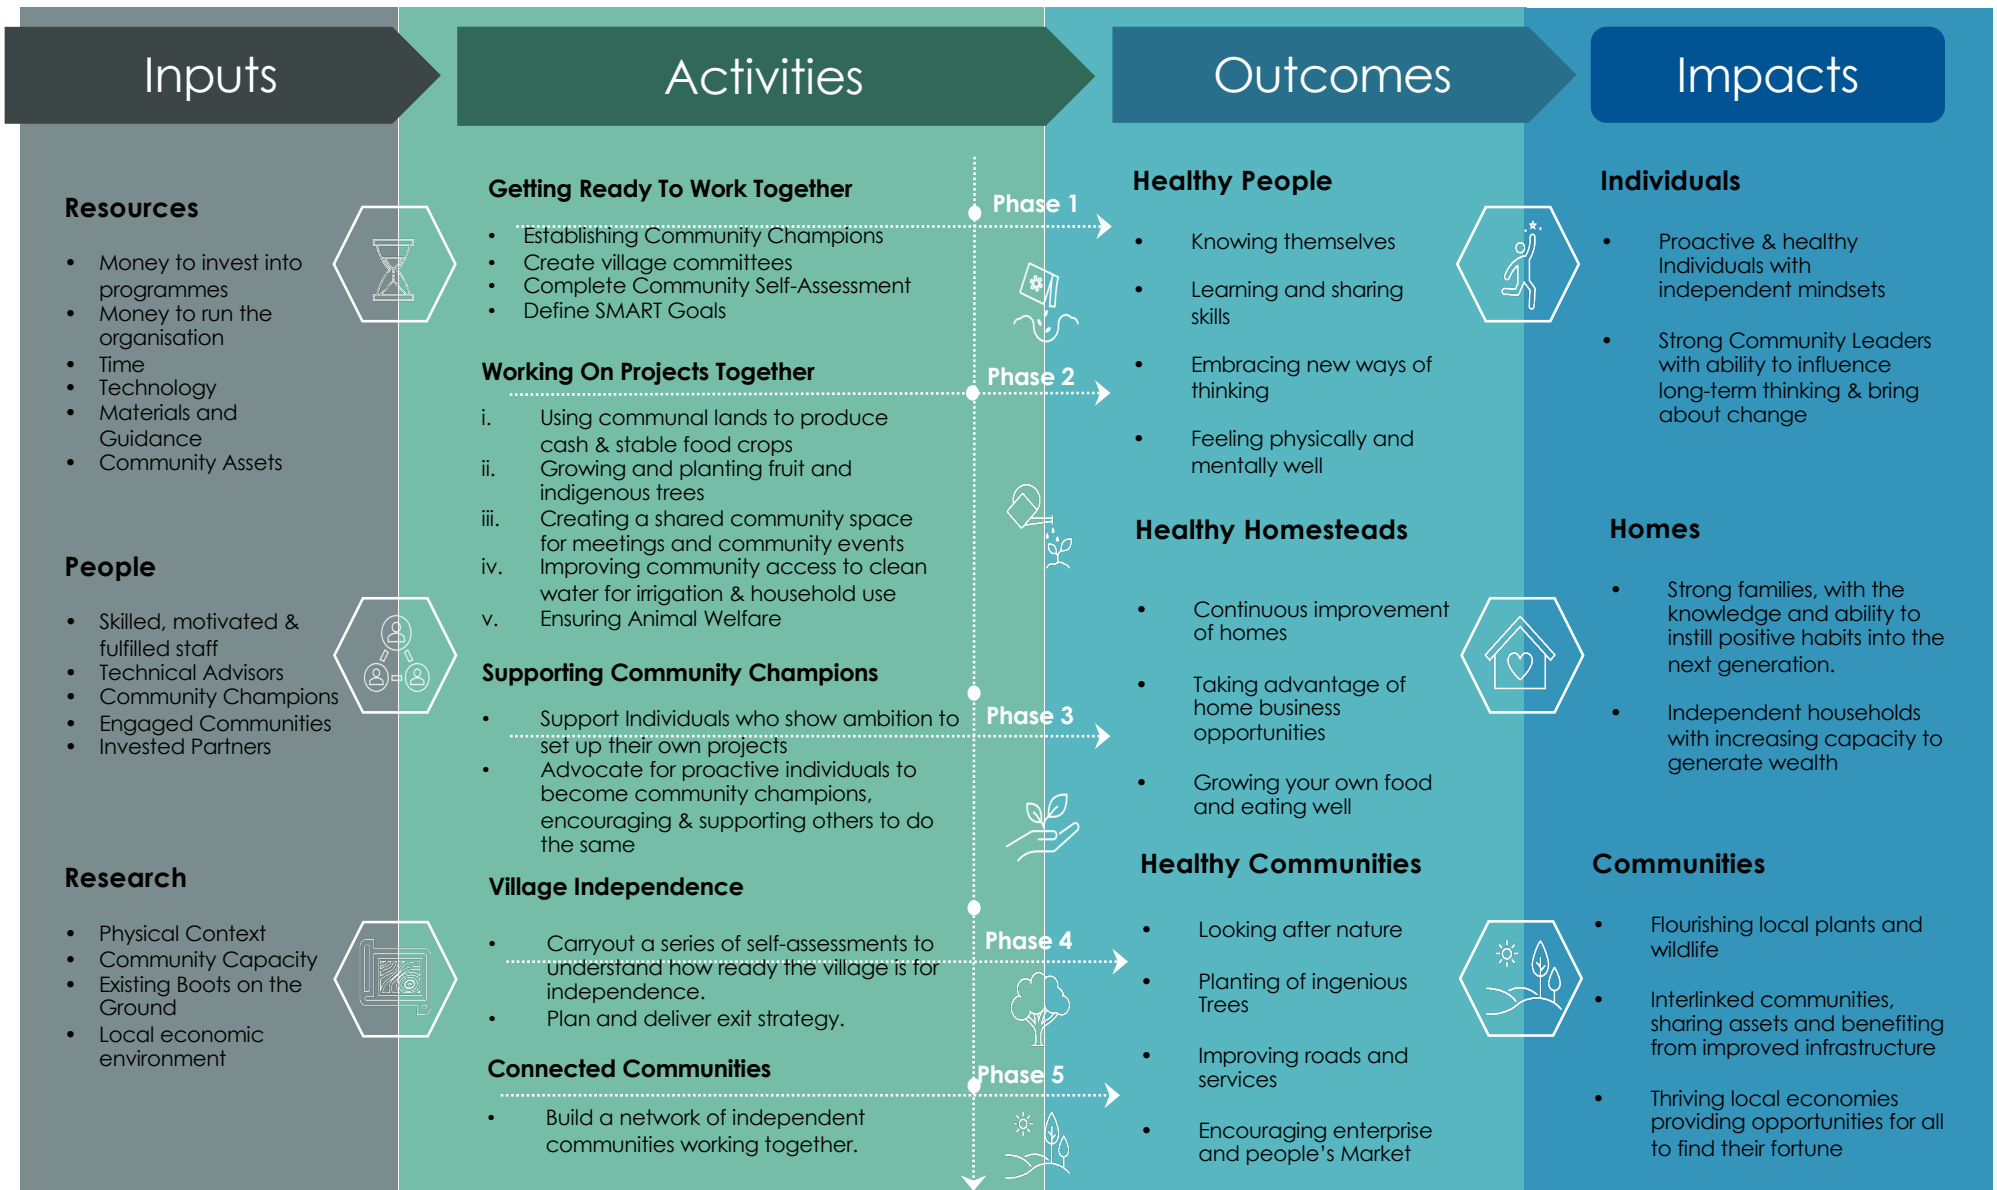 Inputs
Activities
Outcomes
Impacts
Resources
• Money to invest into
programmes
• Money to run the
organisation
• Time
• Technology
• Materials and
Guidance
• Community Assets
People
• Skilled, motivated &
fulfilled staff
• Technical Advisors
• Community Champions
• Engaged Communities
• Invested Partners
Research
• Physical Context
• Community Capacity
• Existing Boots on the
Ground
• Local economic
environment
Getting Ready To Work Together
Phase 1
• Establishing Community Champions
• Create village committees
• Complete Community Self-Assessment
• Define SMART Goals
Working On Projects Together
Phase 2
i. Using communal lands to produce
cash & stable food crops
ii. Growing and planting fruit and
indigenous trees
iii. Creating a shared community space
for meetings and community events
iv. Improving community access to clean
water for irrigation & household use
v. Ensuring Animal Welfare
Supporting Community Champions
Phase 3
• Support Individuals who show ambition to
set up their own projects
• Advocate for proactive individuals to
become community champions,
encouraging & supporting others to do
the same
Village Independence
Phase 4
• Carryout a series of self-assessments to
understand how ready the village is for
independence.
• Plan and deliver exit strategy.
Connected Communities
Phase 5
• Build a network of independent
communities working together.
Healthy People
• Knowing themselves
• Learning and sharing
skills
• Embracing new ways of
thinking
• Feeling physically and
mentally well
Healthy Homesteads
• Continuous improvement
of homes
• Taking advantage of
home business
opportunities
• Growing your own food
and eating well
Healthy Communities
• Looking after nature
• Planting of ingenious
Trees
• Improving roads and
services
• Encouraging enterprise
and people's Market
Individuals
• Proactive & healthy
Individuals with
independent mindsets
• Strong Community Leaders
with ability to influence
long-term thinking & bring
about change
Homes
• Strong families, with the
knowledge and ability to
instill positive habits into the
next generation.
• Independent households
with increasing capacity to
generate wealth
Communities
• Flourishing local plants and
wildlife
• Interlinked communities,
sharing assets and benefiting
from improved infrastructure
• Thriving local economies
providing opportunities for all
to find their fortune